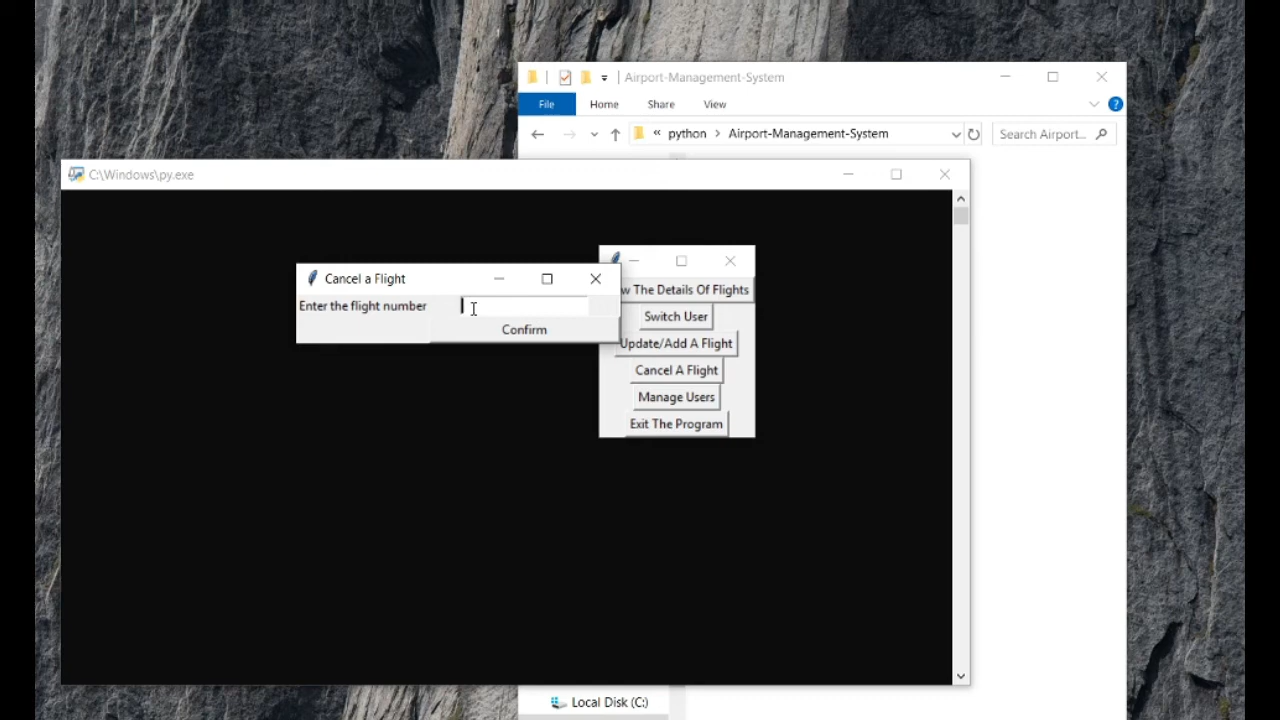 Airport-Management-System
File Home Share View
« python > Airport-Management-System Search Airport...
C:\Windows\py.exe
Cancel a Flight
Enter the flight number
Confirm
w The Details Of Flights
Switch User
Update/Add A Flight
Cancel A Flight
Manage Users
Exit The Program
Local Disk (C:)